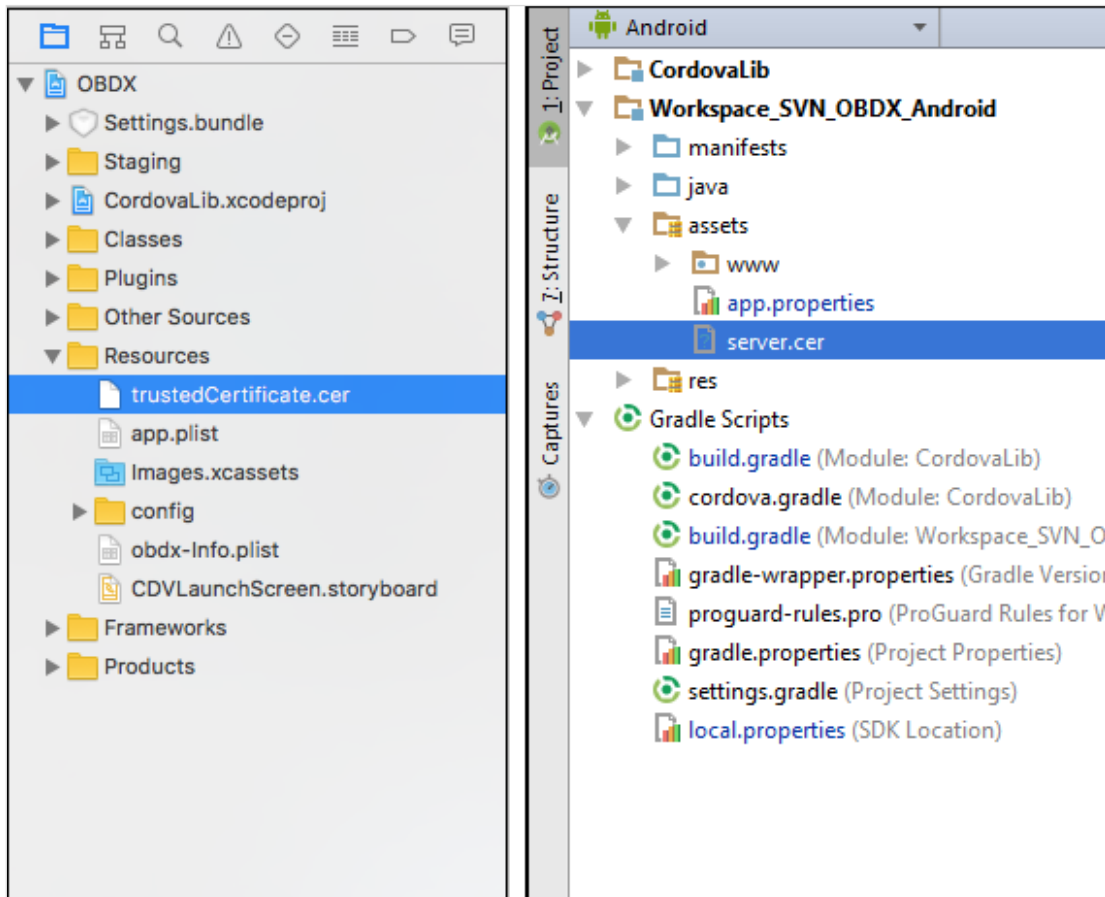 OBDX
Settings.bundle
Staging
CordovaLib.xcodeproj
Classes
Plugins
Other Sources
Resources
trustedCertificate.cer
app.plist
Images.xcassets
config
obdx-Info.plist
CDVLaunchScreen.storyboard
Frameworks
Products
1: Project
7: Structure
Captures
Android
CordovaLib
Workspace_SVN_OBDX_Android
manifests
java
assets
www
app.properties
server.cer
res
Gradle Scripts
build.gradle (Module: CordovaLib)
cordova.gradle (Module: CordovaLib)
build.gradle (Module: Workspace_SVN_O
gradle-wrapper.properties (Gradle Version
proguard-rules.pro (ProGuard Rules for W
gradle.properties (Project Properties)
settings.gradle (Project Settings)
local.properties (SDK Location)